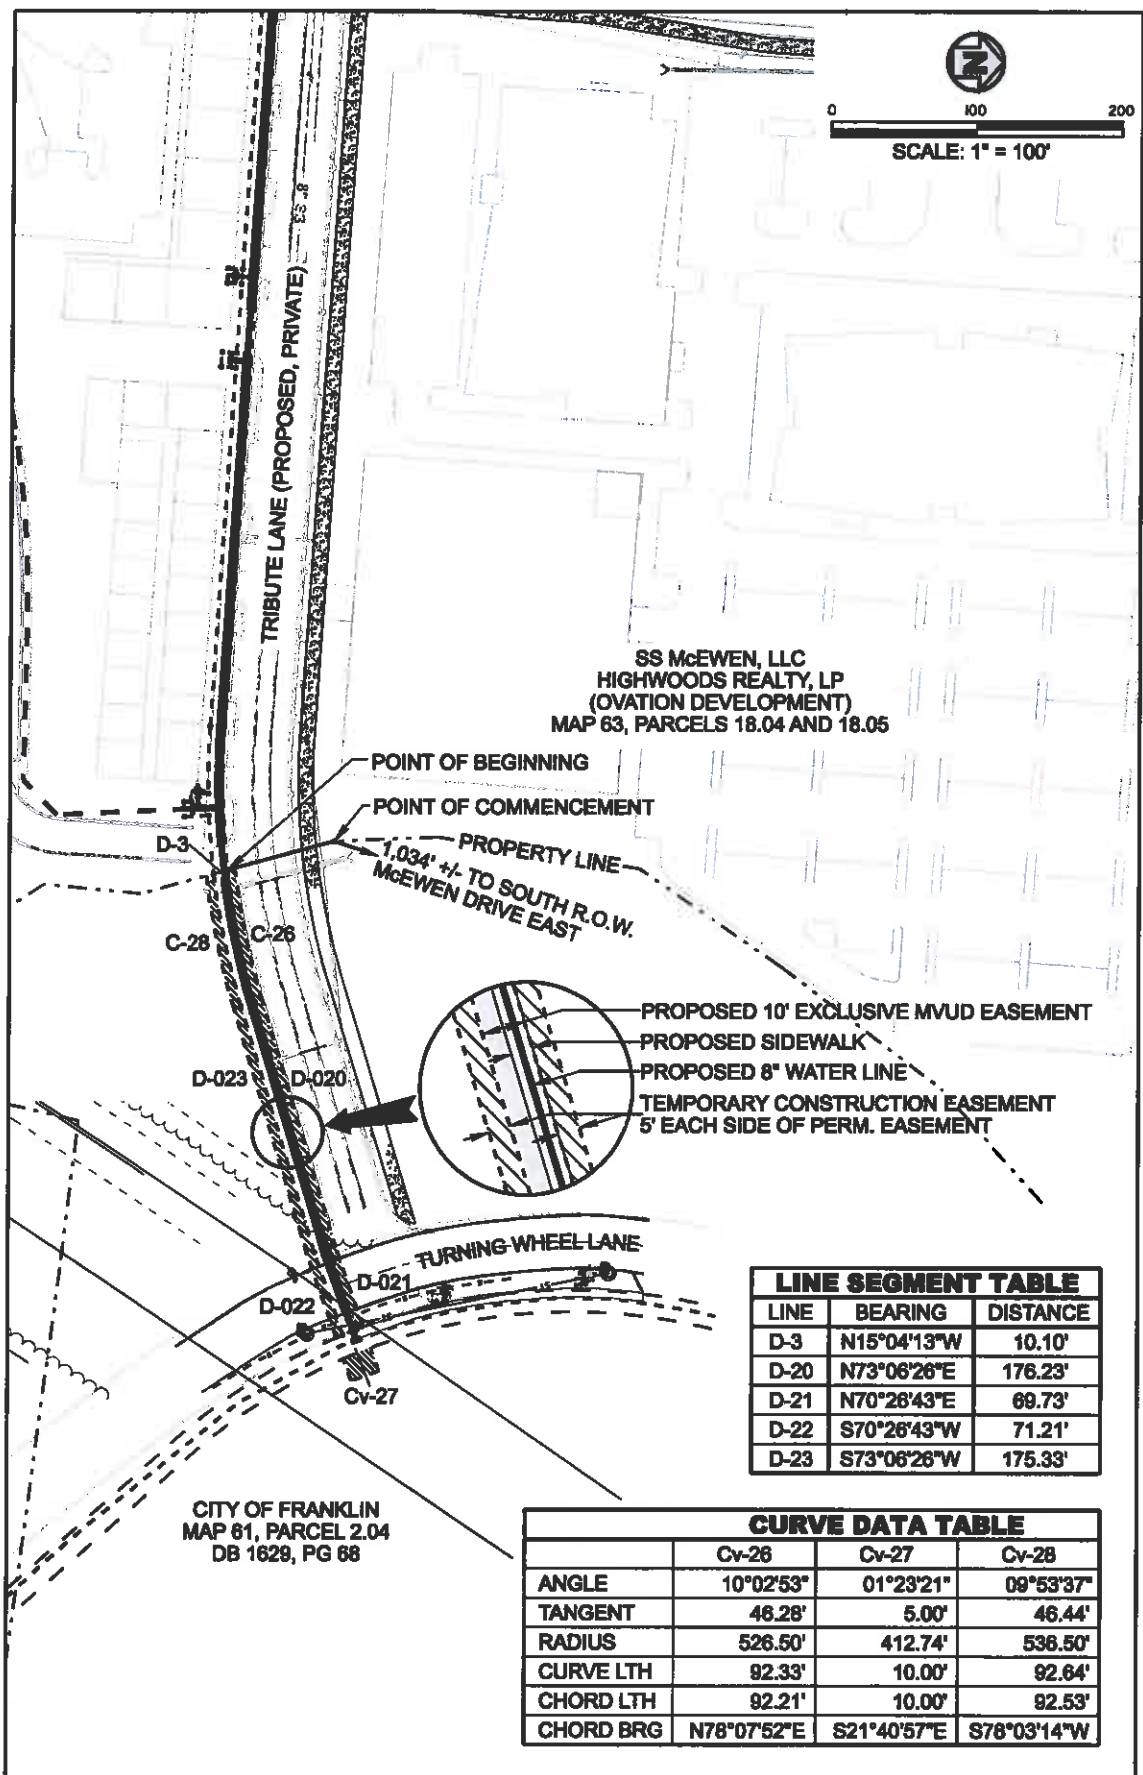 N
0 100 200
SCALE: 1" = 100'
8" SS
TRIBUTE LANE (PROPOSED, PRIVATE)
SS McEWEN, LLC
HIGHWOODS REALTY, LP
(OVATION DEVELOPMENT)
MAP 63, PARCELS 18.04 AND 18.05
POINT OF BEGINNING
POINT OF COMMENCEMENT
D-3
PROPERTY LINE
1,034' +/- TO SOUTH R.O.W.
McEWEN DRIVE EAST
C-28
C-26
PROPOSED 10' EXCLUSIVE MVUD EASEMENT
PROPOSED SIDEWALK
PROPOSED 8" WATER LINE
TEMPORARY CONSTRUCTION EASEMENT
5' EACH SIDE OF PERM. EASEMENT
D-023
D-020
TURNING WHEEL LANE
D-021
D-022
Cv-27
LINE SEGMENT TABLE
LINE BEARING DISTANCE
D-3 N15°04'13"W 10.10'
D-20 N73°06'26"E 176.23'
D-21 N70°26'43"E 69.73'
D-22 S70°26'43"W 71.21'
D-23 S73°06'26"W 175.33'
CITY OF FRANKLIN
MAP 61, PARCEL 2.04
DB 1629, PG 68
CURVE DATA TABLE
Cv-26 Cv-27 Cv-28
ANGLE 10°02'53" 01°23'21" 09°53'37"
TANGENT 46.28' 5.00' 46.44'
RADIUS 526.50' 412.74' 536.50'
CURVE LTH 92.33' 10.00' 92.64'
CHORD LTH 92.21' 10.00' 92.53'
CHORD BRG N78°07'52"E S21°40'57"E S78°03'14"W